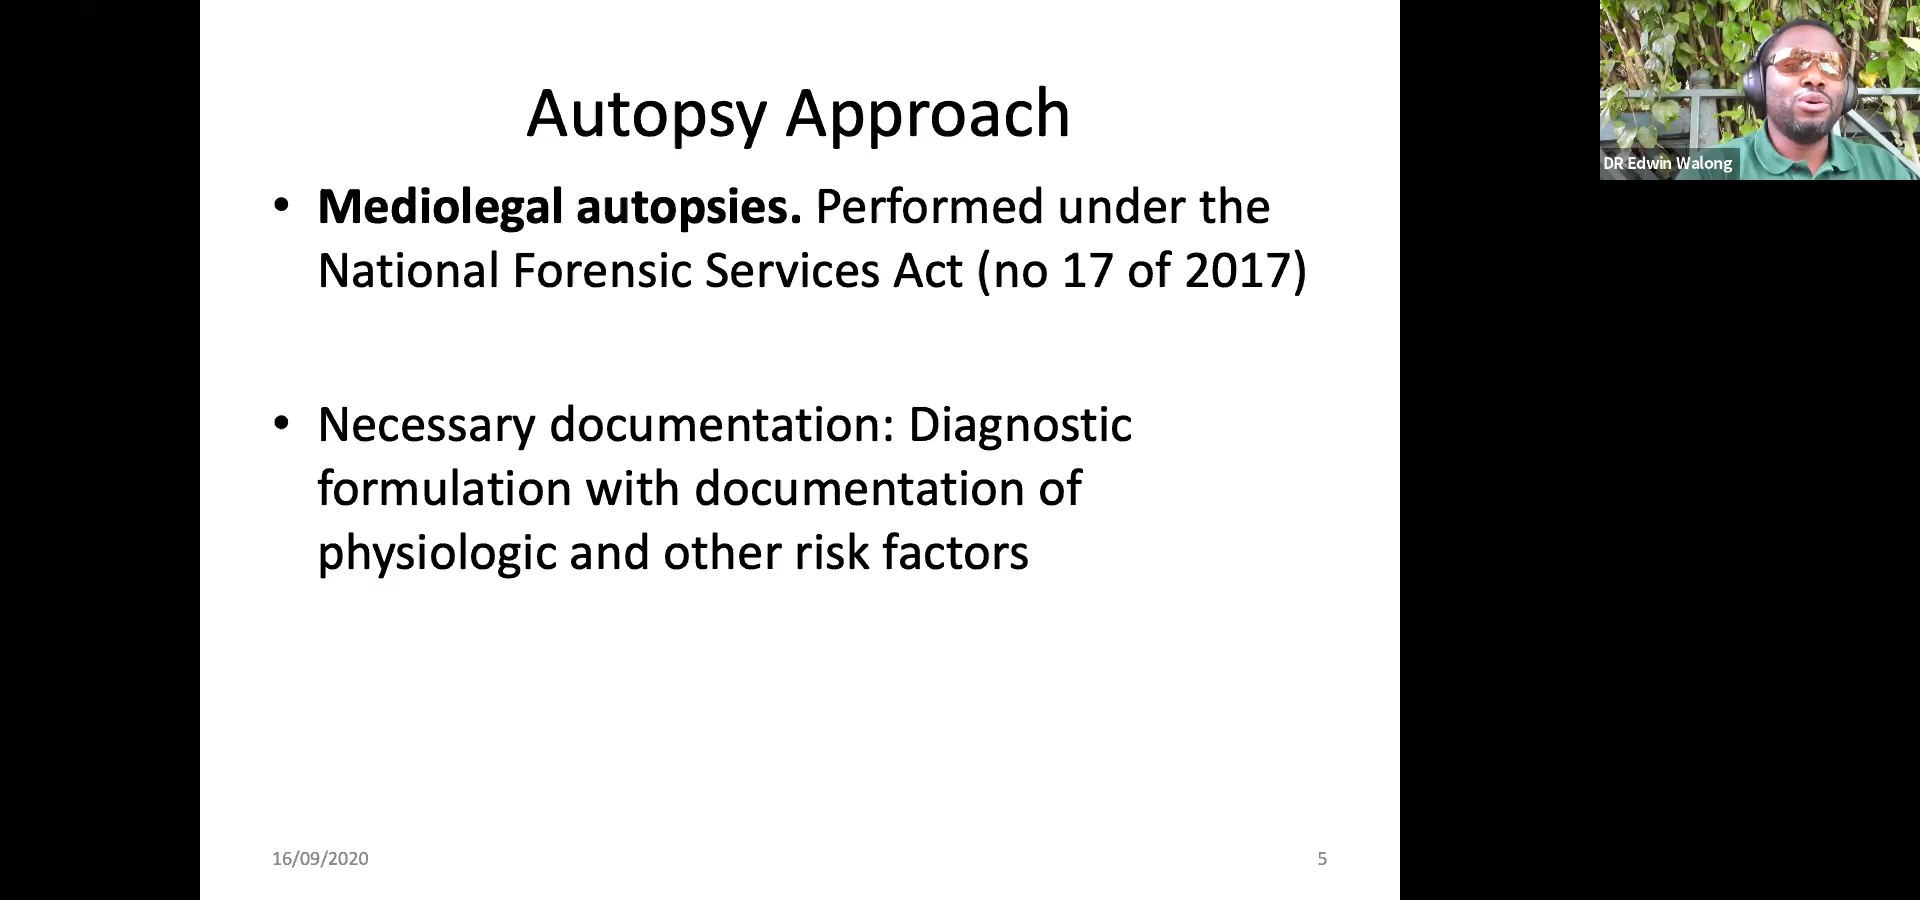 Autopsy Approach
• Mediolegal autopsies. Performed under the
National Forensic Services Act (no 17 of 2017)
• Necessary documentation: Diagnostic
formulation with documentation of
physiologic and other risk factors
16/09/2020
5
DR Edwin Walong